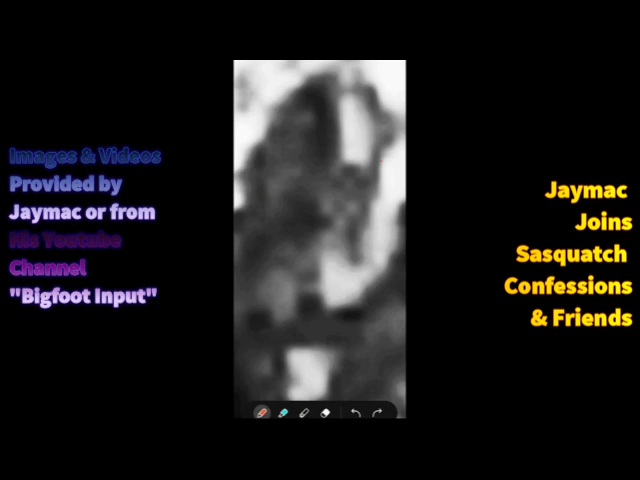 Images & Videos
Provided by
Jaymac or from
His Youtube
Channel
"Bigfoot Input"
Jaymac
Joins
Sasquatch
Confessions
& Friends